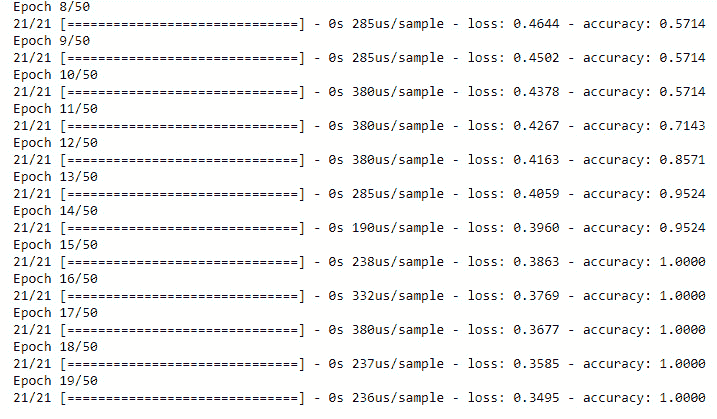 Epoch 8/50
21/21 [==============================] - 0s 285us/sample - loss: 0.4644 - accuracy: 0.5714
Epoch 9/50
21/21 [==============================] - 0s 285us/sample - loss: 0.4502 - accuracy: 0.5714
Epoch 10/50
21/21 [==============================] - 0s 380us/sample - loss: 0.4378 - accuracy: 0.5714
Epoch 11/50
21/21 [==============================] - 0s 380us/sample - loss: 0.4267 - accuracy: 0.7143
Epoch 12/50
21/21 [==============================] - 0s 380us/sample - loss: 0.4163 - accuracy: 0.8571
Epoch 13/50
21/21 [==============================] - 0s 285us/sample - loss: 0.4059 - accuracy: 0.9524
Epoch 14/50
21/21 [==============================] - 0s 190us/sample - loss: 0.3960 - accuracy: 0.9524
Epoch 15/50
21/21 [==============================] - 0s 238us/sample - loss: 0.3863 - accuracy: 1.0000
Epoch 16/50
21/21 [==============================] - 0s 332us/sample - loss: 0.3769 - accuracy: 1.0000
Epoch 17/50
21/21 [==============================] - 0s 380us/sample - loss: 0.3677 - accuracy: 1.0000
Epoch 18/50
21/21 [==============================] - 0s 237us/sample - loss: 0.3585 - accuracy: 1.0000
Epoch 19/50
21/21 [==============================] - 0s 236us/sample - loss: 0.3495 - accuracy: 1.0000